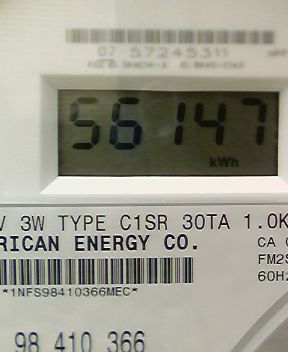 07 57245311
56147
kWh
V 3W TYPE C1SR 30TA 1.0K
RICAN ENERGY CO.
CA
FM2S
60Hz
*1NFS98410366MEC*
98 410 366